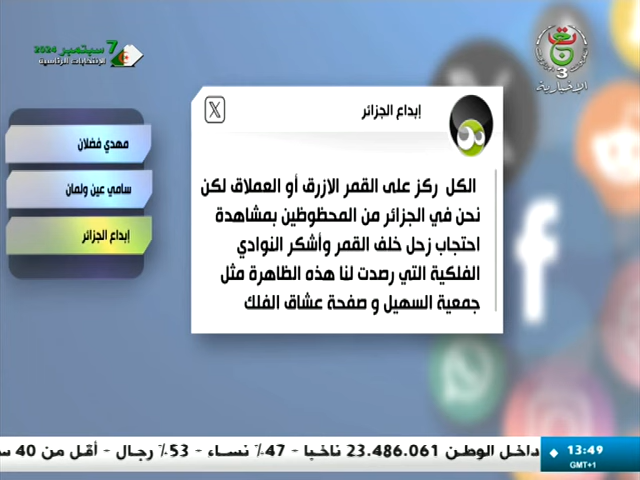 7 سبتمبر 2024
الإنتخابات الرئاسية
3
الإخبارية
مهدي فضلان
سامي عين ولمان
إبداع الجزائر
إبداع الجزائر
X
الكل ركز على القمر الازرق أو العملاق لكن
نحن في الجزائر من المحظوظين بمشاهدة
احتجاب زحل خلف القمر وأشكر النوادي
الفلكية التي رصدت لنا هذه الظاهرة مثل
جمعية السهيل و صفحة عشاق الفلك
داخل الوطن 23.486.061 ناخبا - 47٪ نساء - 53٪ رجال - أقل من 40 س
13:49
GMT+1